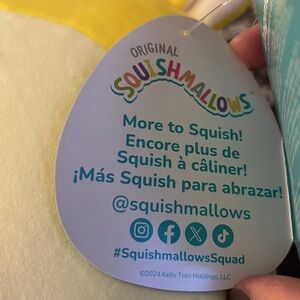 ORIGINAL
SQUISHMALLOWS™
More to Squish!
Encore plus de
Squish à câliner!
¡Más Squish para abrazar!
@squishmallows
#SquishmallowsSquad
©2024 Kelly Toys Holdings, LLC